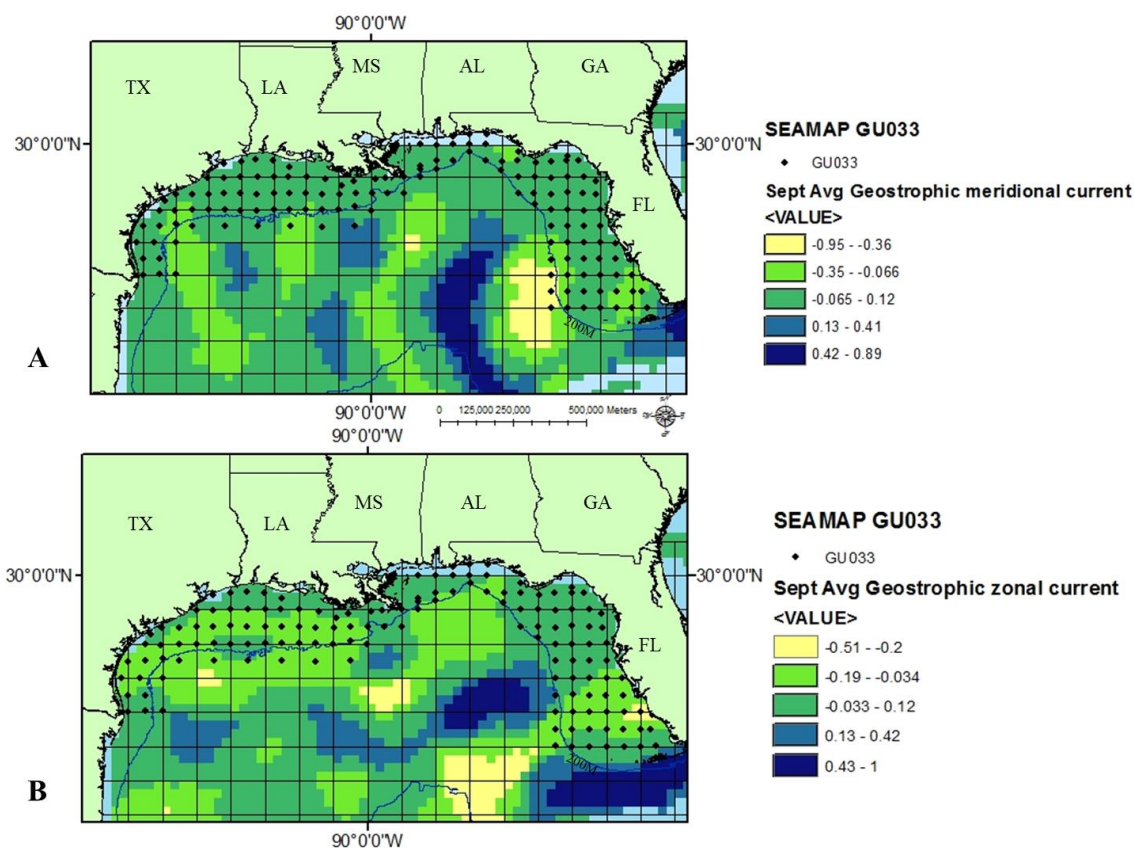 90°0'0"W
TX
LA
MS
AL
GA
FL
30°0'0"N
30°0'0"N
200M
A
90°0'0"W
0 125,000 250,000 500,000 Meters
SEAMAP GU033
GU033
Sept Avg Geostrophic meridional current
<VALUE>
-0.95 - -0.36
-0.35 - -0.066
-0.065 - 0.12
0.13 - 0.41
0.42 - 0.89
90°0'0"W
TX
LA
MS
AL
GA
FL
30°0'0"N
30°0'0"N
200M
B
90°0'0"W
SEAMAP GU033
GU033
Sept Avg Geostrophic zonal current
<VALUE>
-0.51 - -0.2
-0.19 - -0.034
-0.033 - 0.12
0.13 - 0.42
0.43 - 1